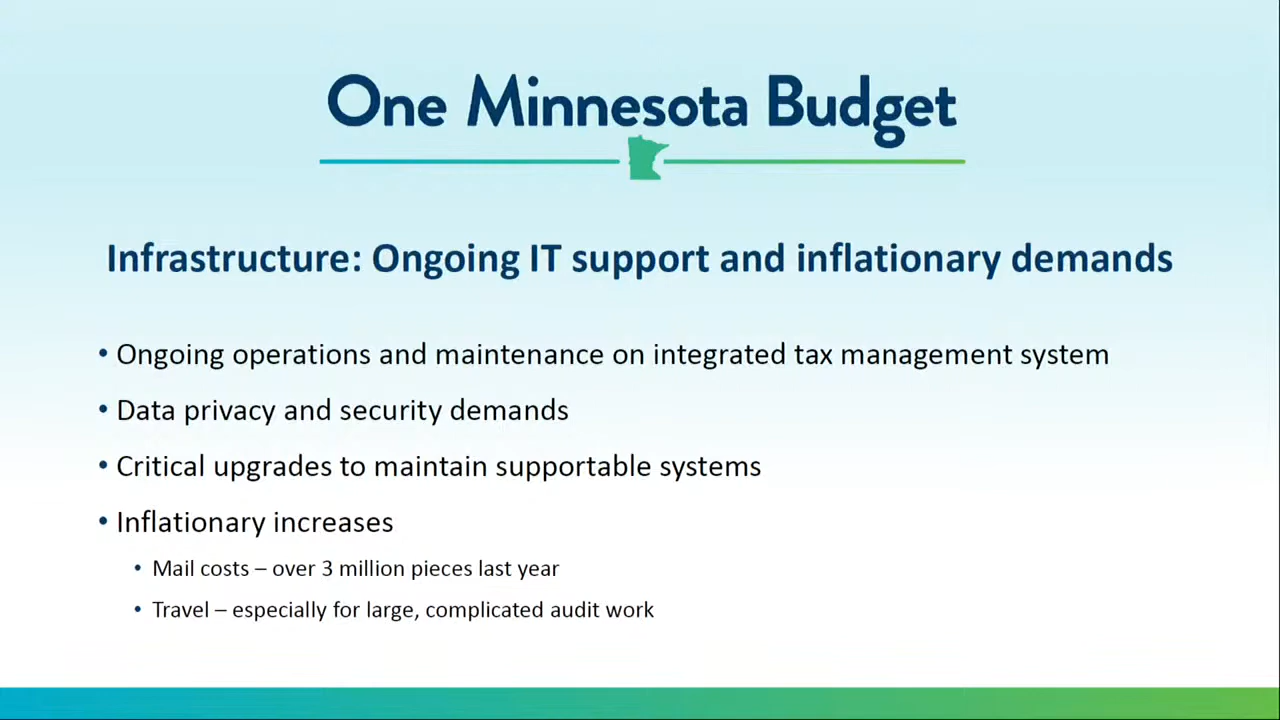 One Minnesota Budget
Infrastructure: Ongoing IT support and inflationary demands
• Ongoing operations and maintenance on integrated tax management system
• Data privacy and security demands
• Critical upgrades to maintain supportable systems
• Inflationary increases
• Mail costs – over 3 million pieces last year
• Travel – especially for large, complicated audit work